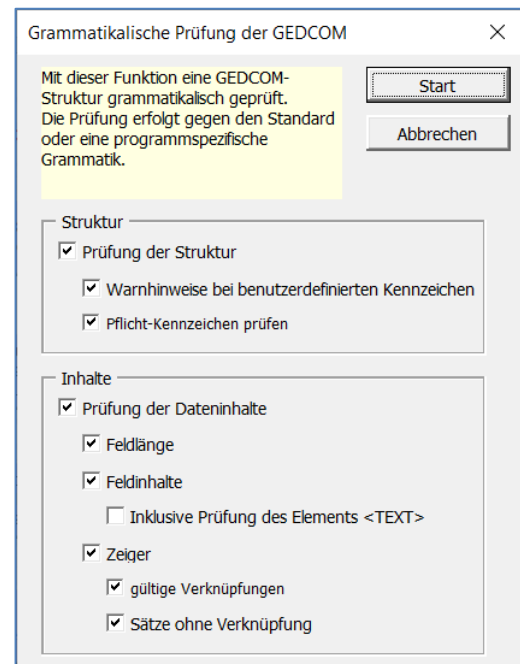 Grammatikalische Prüfung der GEDCOM
Mit dieser Funktion eine GEDCOM-
Struktur grammatikalisch geprüft.
Die Prüfung erfolgt gegen den Standard
oder eine programmspezifische
Grammatik.
Start
Abbrechen
Struktur
Prüfung der Struktur
Warnhinweise bei benutzerdefinierten Kennzeichen
Pflicht-Kennzeichen prüfen
Inhalte
Prüfung der Dateninhalte
Feldlänge
Feldinhalte
Inklusive Prüfung des Elements <TEXT>
Zeiger
gültige Verknüpfungen
Sätze ohne Verknüpfung